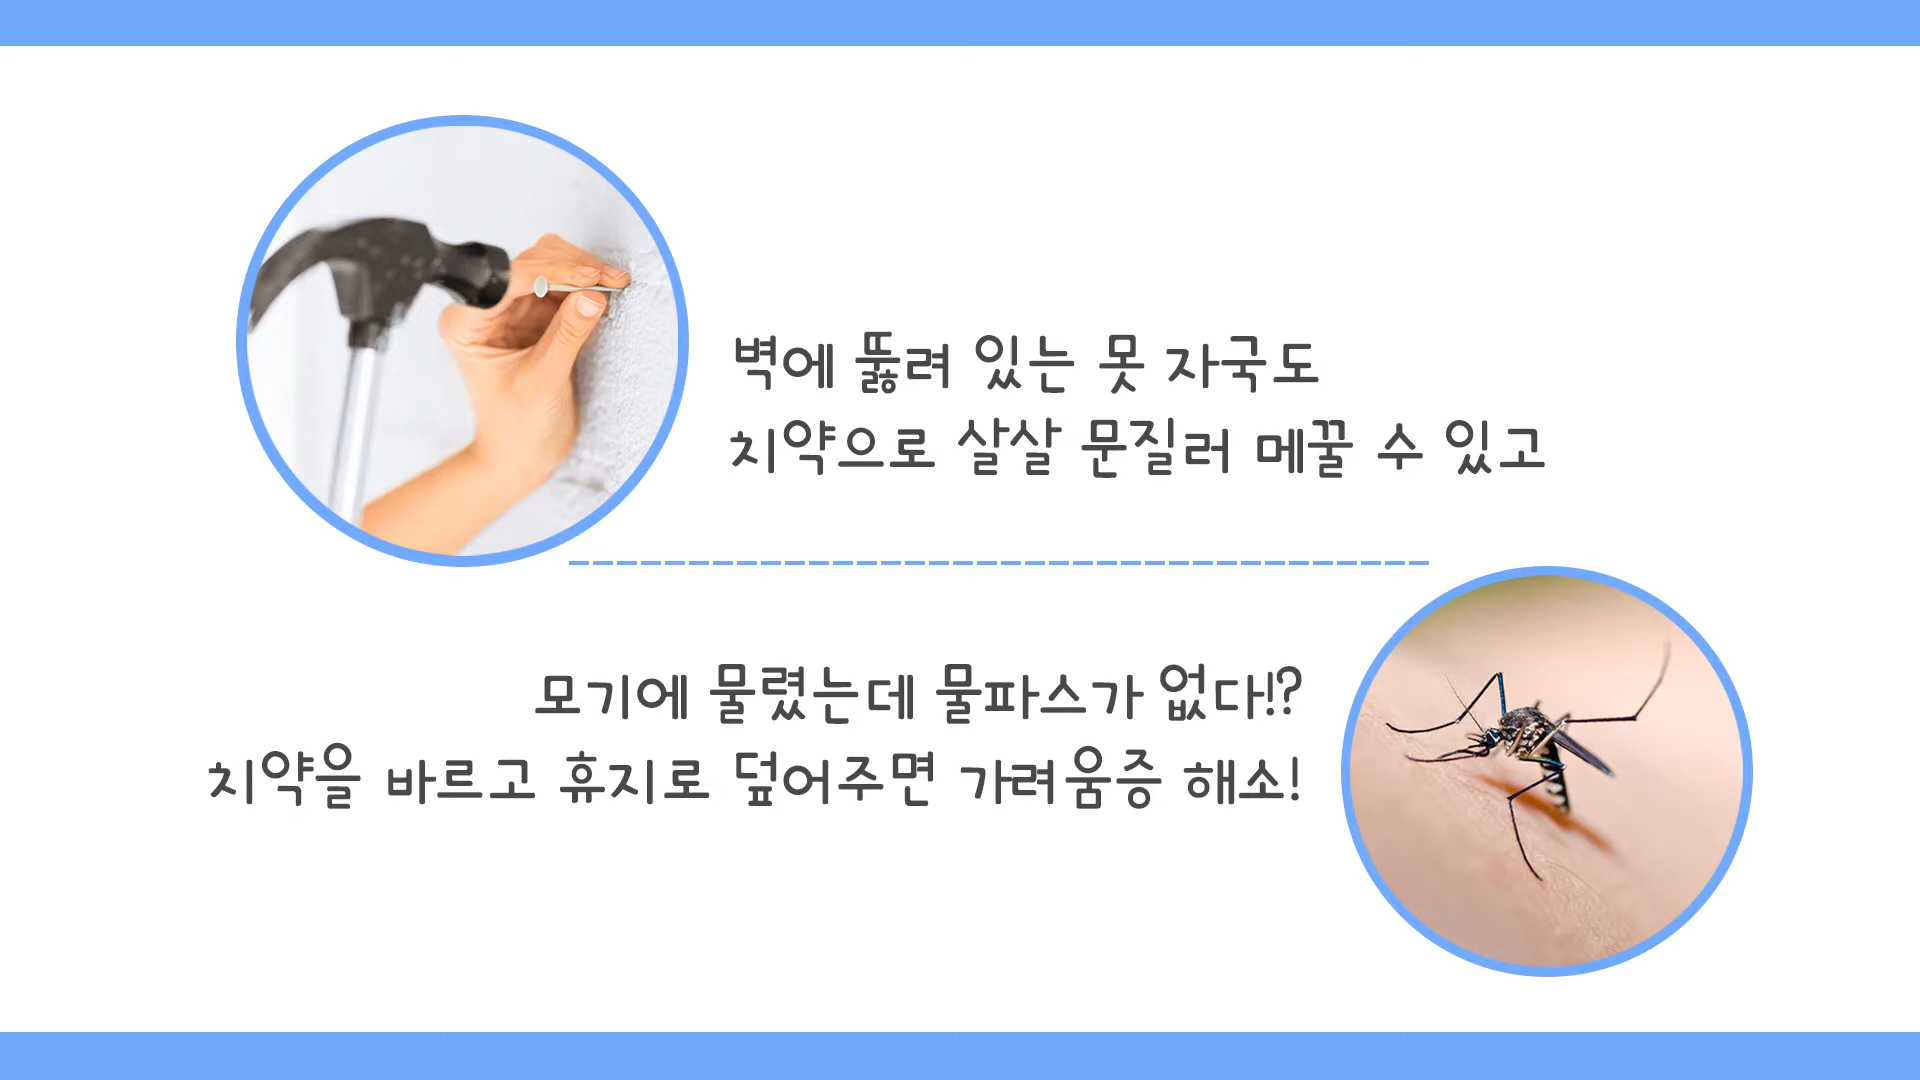 벽에 뚫려 있는 못 자국도
치약으로 살살 문질러 메꿀 수 있고
모기에 물렸는데 물파스가 없다!?
치약을 바르고 휴지로 덮어주면 가려움증 해소!